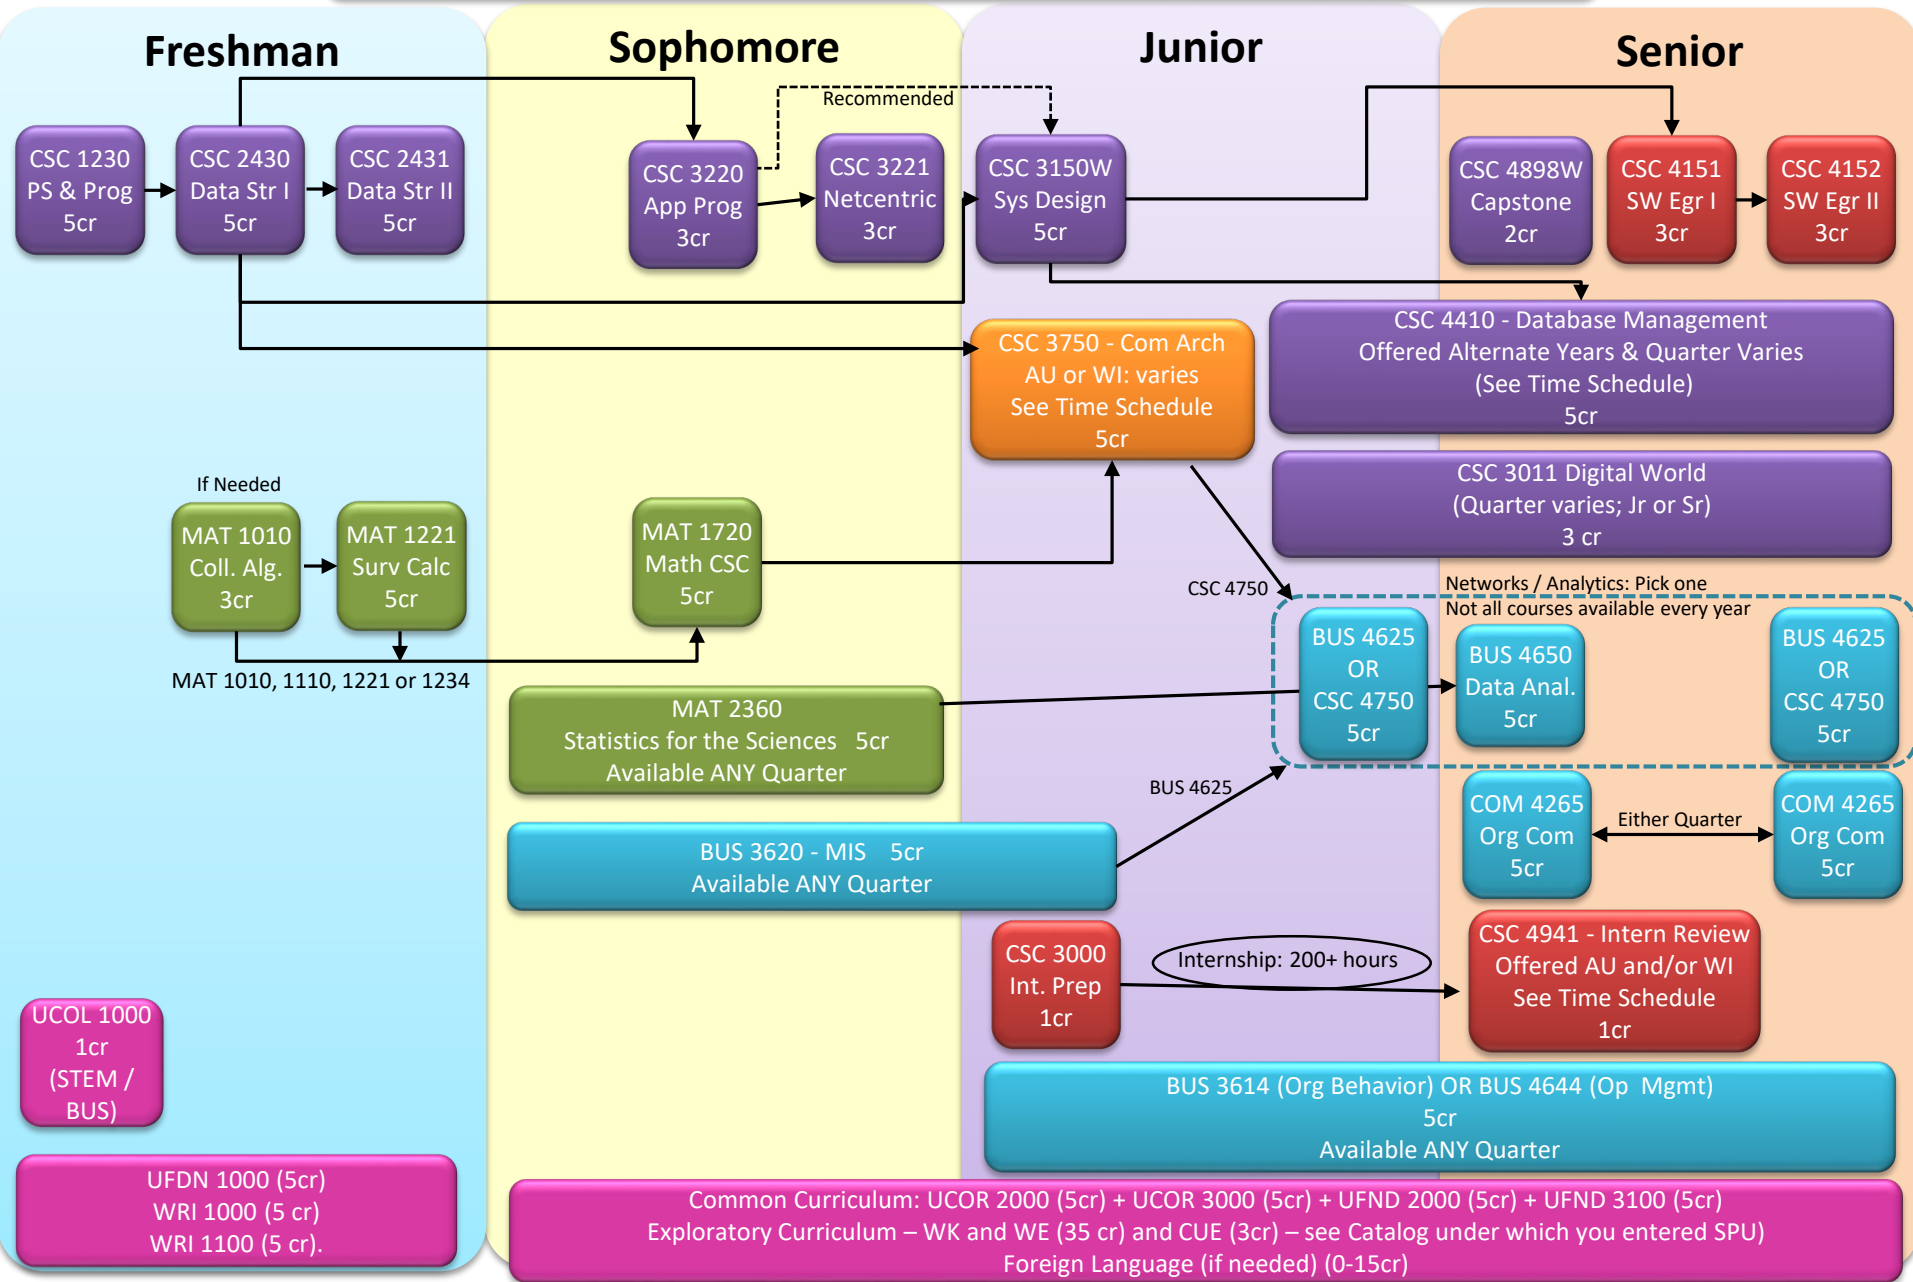 Freshman
Sophomore
Junior
Senior
Recommended
CSC 1230
PS & Prog
5cr
CSC 2430
Data Str I
5cr
CSC 2431
Data Str II
5cr
CSC 3220
App Prog
3cr
CSC 3221
Netcentric
3cr
CSC 3150W
Sys Design
5cr
CSC 4898W
Capstone
2cr
CSC 4151
SW Egr I
3cr
CSC 4152
SW Egr II
3cr
CSC 3750 - Com Arch
AU or WI: varies
See Time Schedule
5cr
CSC 4410 - Database Management
Offered Alternate Years & Quarter Varies
(See Time Schedule)
5cr
CSC 3011 Digital World
(Quarter varies; Jr or Sr)
3 cr
If Needed
MAT 1010
Coll. Alg.
3cr
MAT 1221
Surv Calc
5cr
MAT 1010, 1110, 1221 or 1234
MAT 1720
Math CSC
5cr
CSC 4750
Networks / Analytics: Pick one
Not all courses available every year
BUS 4625
OR
CSC 4750
5cr
BUS 4650
Data Anal.
5cr
BUS 4625
OR
CSC 4750
5cr
MAT 2360
Statistics for the Sciences 5cr
Available ANY Quarter
BUS 4625
BUS 3620 - MIS 5cr
Available ANY Quarter
COM 4265
Org Com
5cr
Either Quarter
COM 4265
Org Com
5cr
CSC 3000
Int. Prep
1cr
Internship: 200+ hours
CSC 4941 - Intern Review
Offered AU and/or WI
See Time Schedule
1cr
UCOL 1000
1cr
(STEM /
BUS)
BUS 3614 (Org Behavior) OR BUS 4644 (Op Mgmt)
5cr
Available ANY Quarter
UFDN 1000 (5cr)
WRI 1000 (5 cr)
WRI 1100 (5 cr).
Common Curriculum: UCOR 2000 (5cr) + UCOR 3000 (5cr) + UFND 2000 (5cr) + UFND 3100 (5cr)
Exploratory Curriculum – WK and WE (35 cr) and CUE (3cr) – see Catalog under which you entered SPU)
Foreign Language (if needed) (0-15cr)